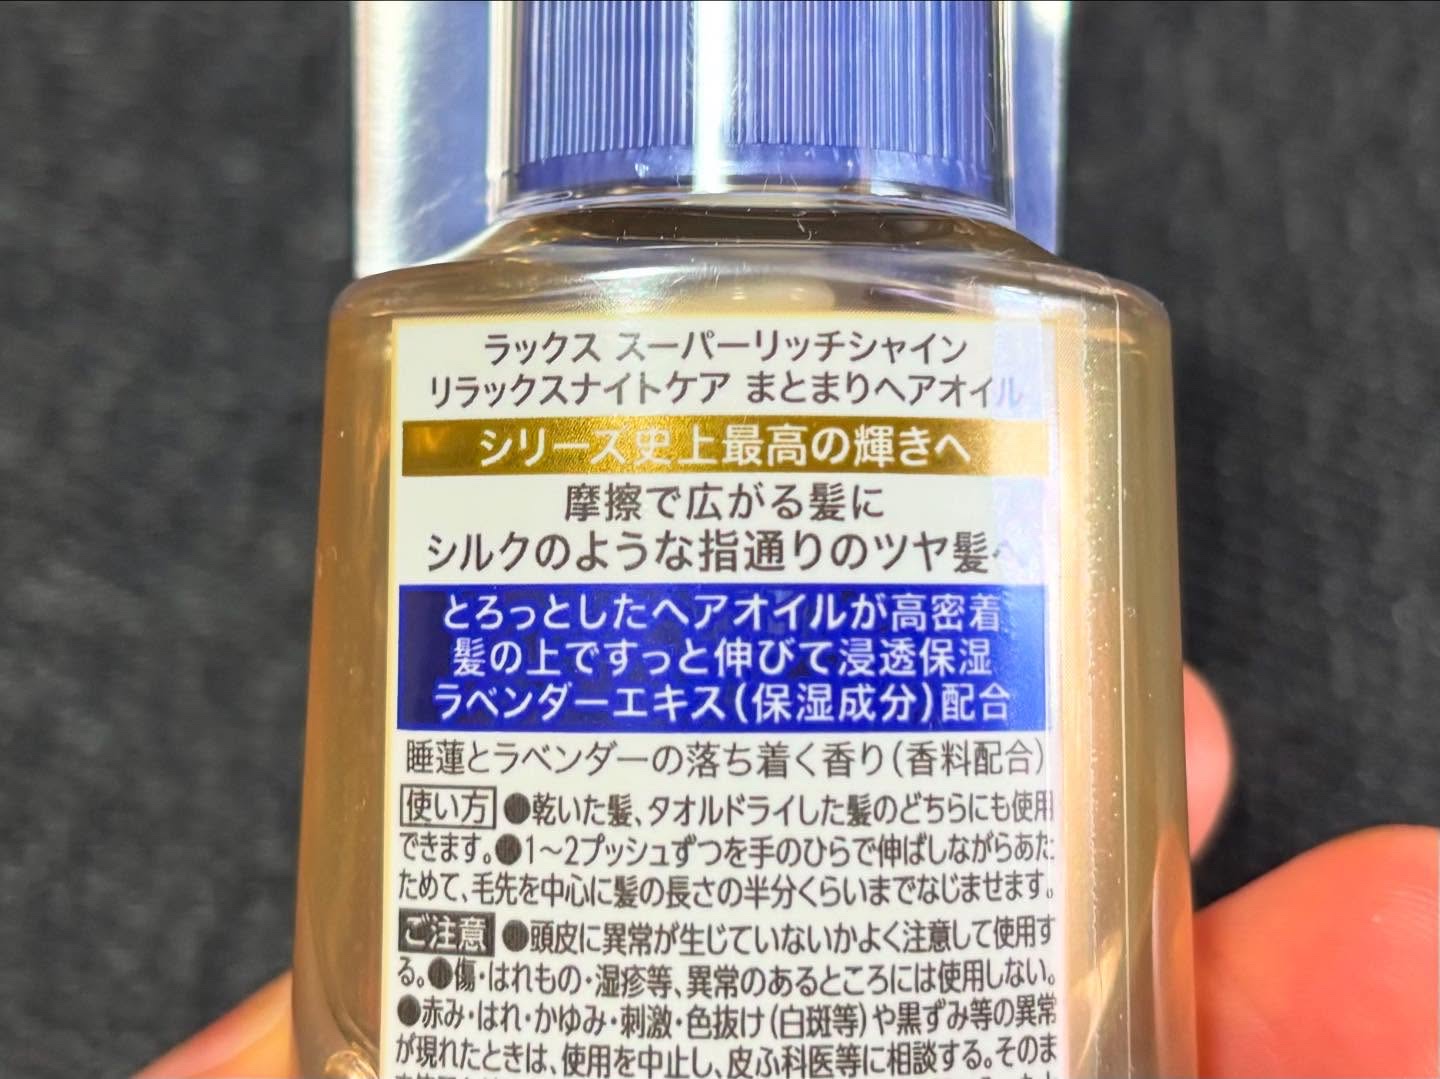 ラックス スーパーリッチシャイン
リラックスナイトケア まとまりヘアオイル
シリーズ史上最高の輝きへ
摩擦で広がる髪に
シルクのような指通りのツヤ髪へ
とろっとしたヘアオイルが高密着
髪の上ですっと伸びて浸透保湿
ラベンダーエキス(保湿成分)配合
睡蓮とラベンダーの落ち着く香り(香料配合)
使い方 ●乾いた髪、タオルドライした髪のどちらにも使用
できます。●1〜2プッシュずつを手のひらで伸ばしながらあた
ためて、毛先を中心に髪の長さの半分くらいまでなじませます。
ご注意 ●頭皮に異常が生じていないかよく注意して使用す
る。●傷・はれもの・湿疹等、異常のあるところには使用しない。
●赤み・はれ・かゆみ・刺激・色抜け(白斑等)や黒ずみ等の異常
が現れたときは、使用を中止し、皮ふ科医等に相談する。そのま